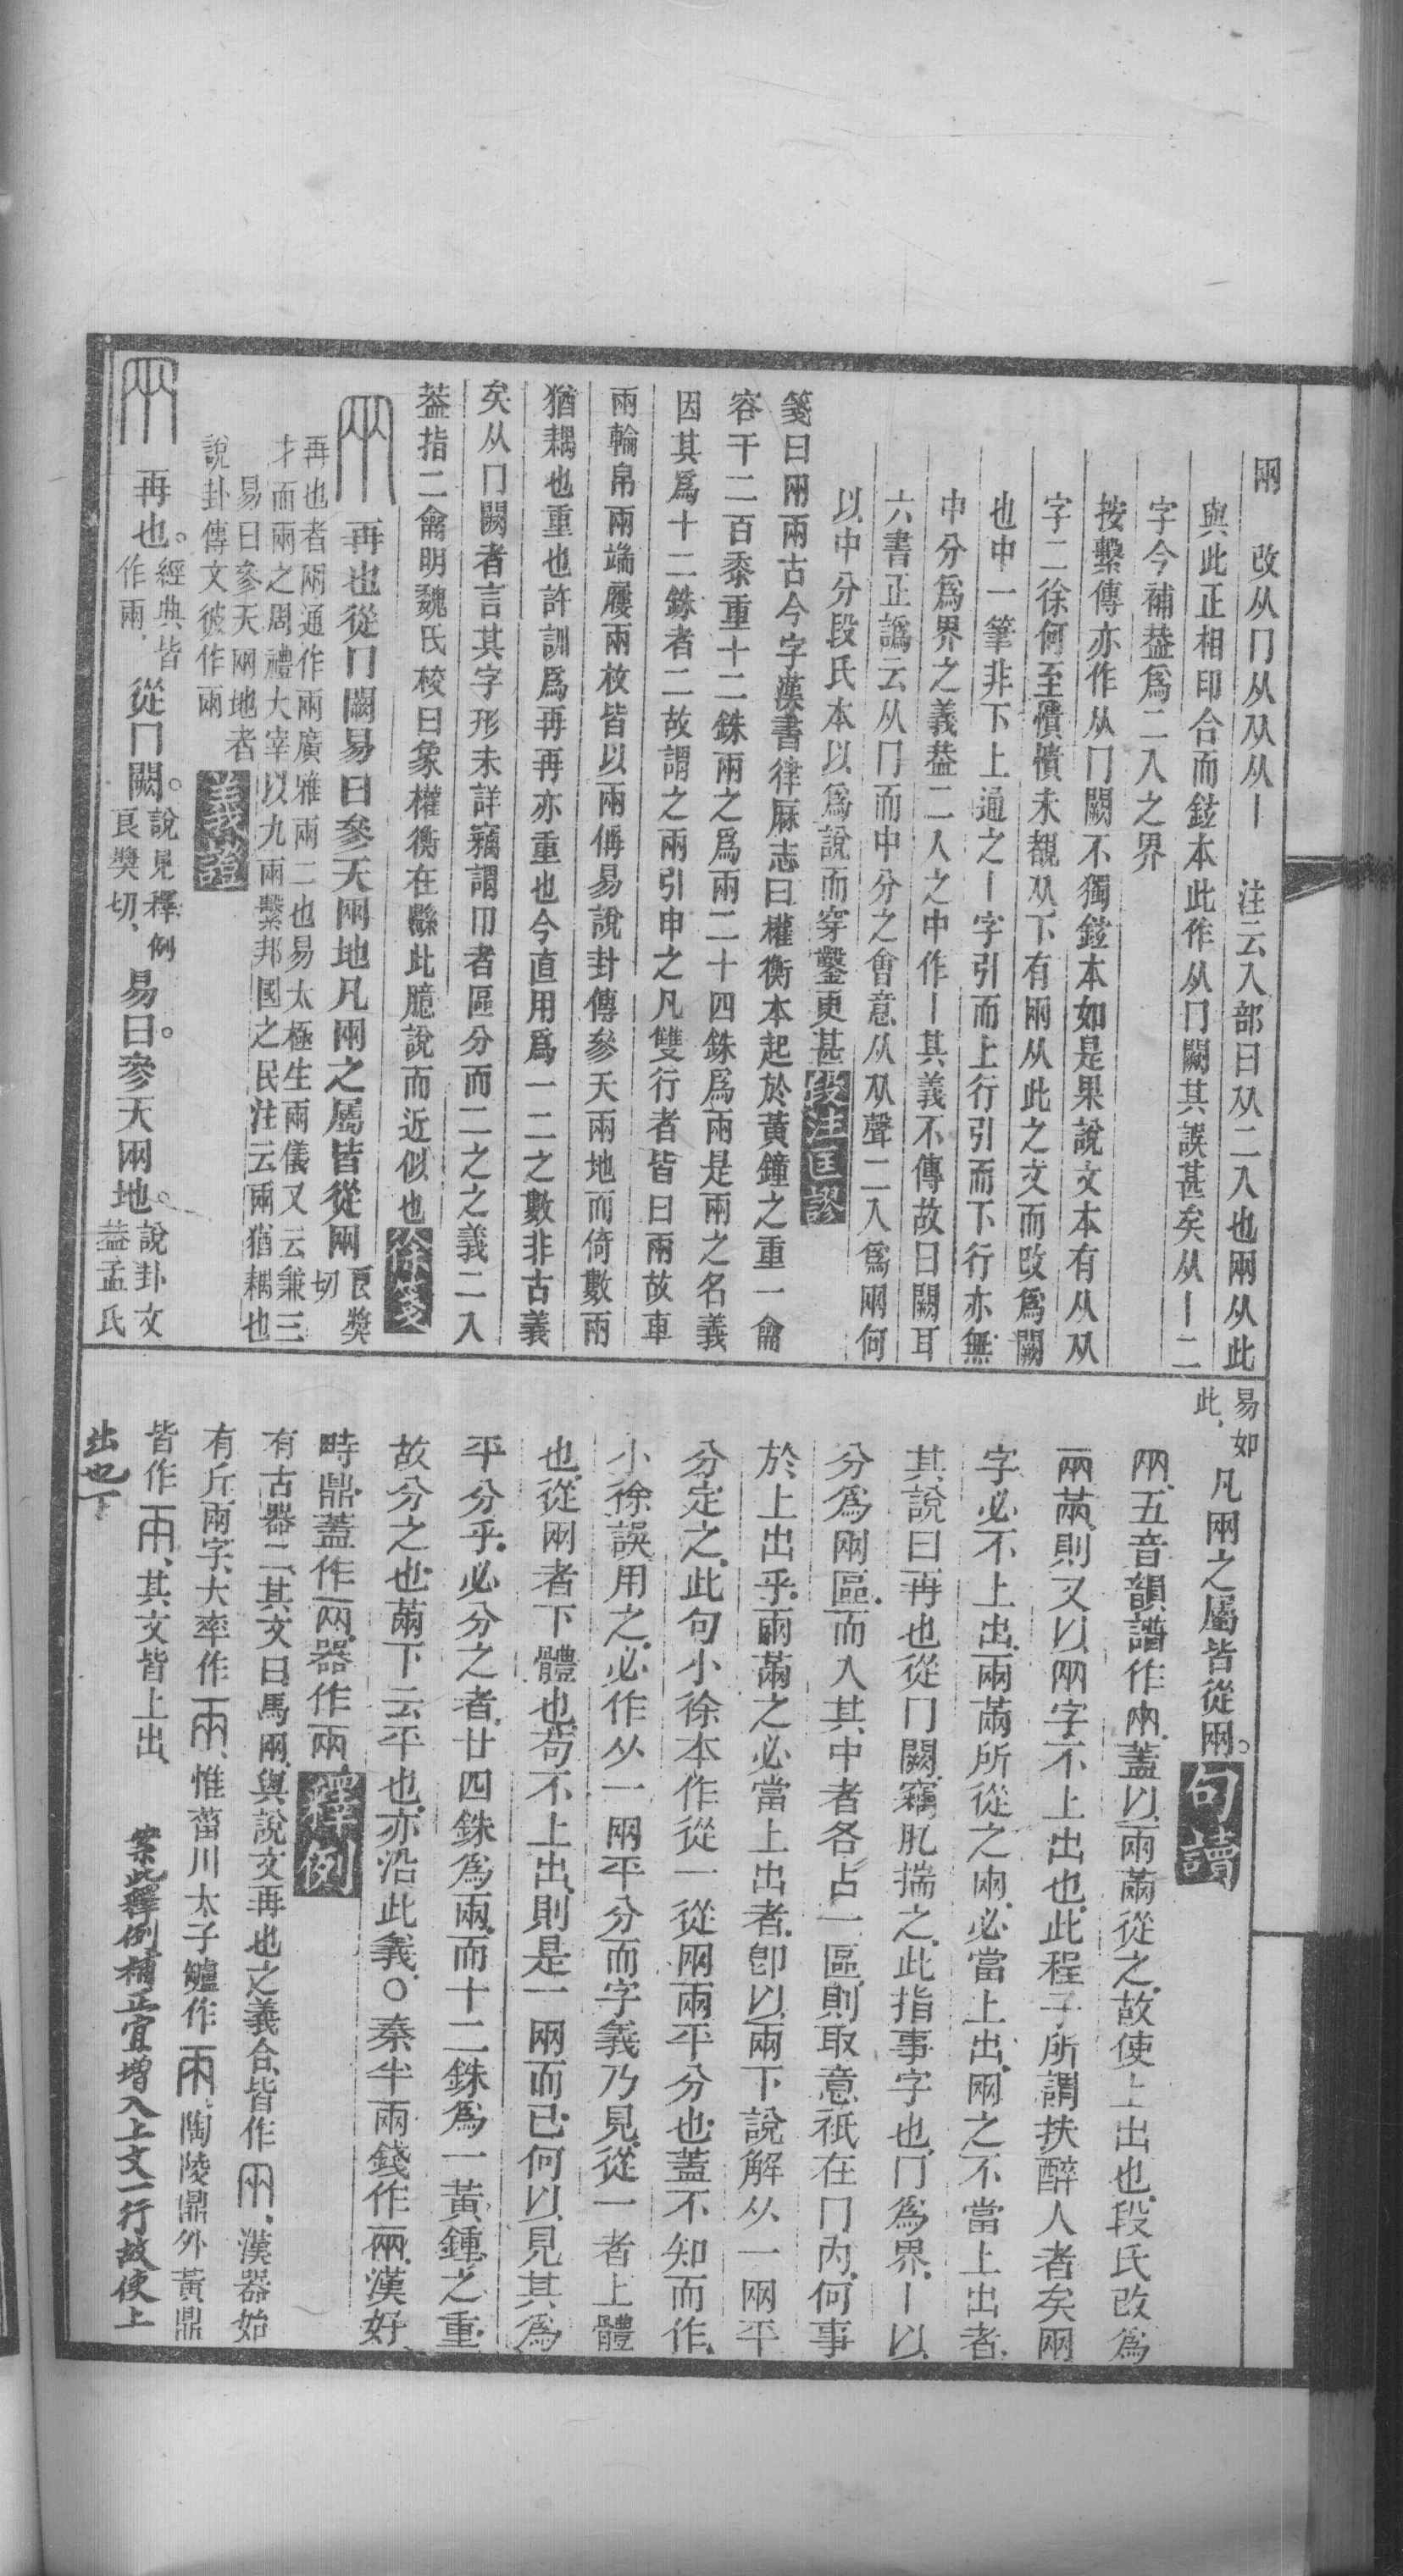 㒳　改从冂从从从丨　注云入部曰从二入也㒳从此
與此正相印合而鉉本此作从冂闕其誤甚矣从丨二
字今補葢爲二入之界
按繫傳亦作从冂闕不獨鉉本如是果說文本有从从
字二徐何至憒憒未覩从下有㒳从此之文而改爲闕
也中一筆非下上通之丨字引而上行引而下行亦無
中分爲界之義葢二人之中作丨其義不傳故曰闕耳
六書正譌云从冂而中分之會意从从聲二入爲㒳何
以中分段氏本以爲說而穿鑿更甚段注匡謬
箋曰㒳兩古今字漢書律厤志曰權衡本起於黃鐘之重一龠
容千二百黍重十二銖兩之爲兩二十四銖爲兩是兩之名義
因其爲十二銖者二故謂之兩引申之凡雙行者皆曰兩故車
兩輪帛兩端屨兩枚皆以兩偁易說卦傳參天兩地而倚數兩
猶耦也重也許訓爲再再亦重也今直用爲一二之數非古義
矣从冂闕者言其字形未詳竊謂冂者區分而二之之義二入
葢指二龠明魏氏校曰象權衡在縣此臆說而近似也徐箋
㒳再也從冂闕易曰參天㒳地凡㒳之屬皆從㒳良奬切
再也者㒳通作兩廣雅兩二也易太極生兩儀又云兼三
才而兩之周禮大宰以九兩繫邦國之民注云兩猶耦也
易曰參天㒳地者
說卦傳文彼作兩義證
㒳再也。經典皆作兩、從冂闕。說見釋例良奬切、易曰。參天㒳地。說卦文葢孟氏
易如此、凡㒳之屬皆從㒳。句讀
㒳、五音韻譜作㒳、蓋以兩㒼從之、故使上出也、段氏改爲
兩㒼、則又以㒳字不上出也、此程子所謂扶醉人者矣㒳
字必不上出、兩㒼所從之㒳、必當上出、㒳之不當上出者、
其說曰再也從冂闕、竊肊揣之、此指事字也、冂爲界、丨以
分爲兩區、而入其中者各占一區、則取意祇在冂內、何事
於上出乎、兩㒼之必當上出者、卽以兩下說解从一㒳平
分定之、此句小徐本作從一從㒳兩平分也、蓋不知而作、
小徐誤用之、必作从一㒳平分而字義乃見、從一者上體
也、從㒳者下體也、苟不上出、則是一㒳而已、何以見其爲
平分乎、必分之者、廿四銖爲兩、而十二銖爲一黃鍾之重、
故分之也、㒼下云平也、亦沿此義、○秦半兩錢作兩、漢好
畤鼎、蓋作兩、器作兩、釋例
有古器二、其文曰馬㒳、與說文再也之義合、皆作㒳、漢器始
有斤兩字、大率作兩、惟菑川太子鑪作兩、陶陵鼎外黃鼎
皆作兩、其文皆上出、　案此釋例補正宜增入上文一行故使上
出也下